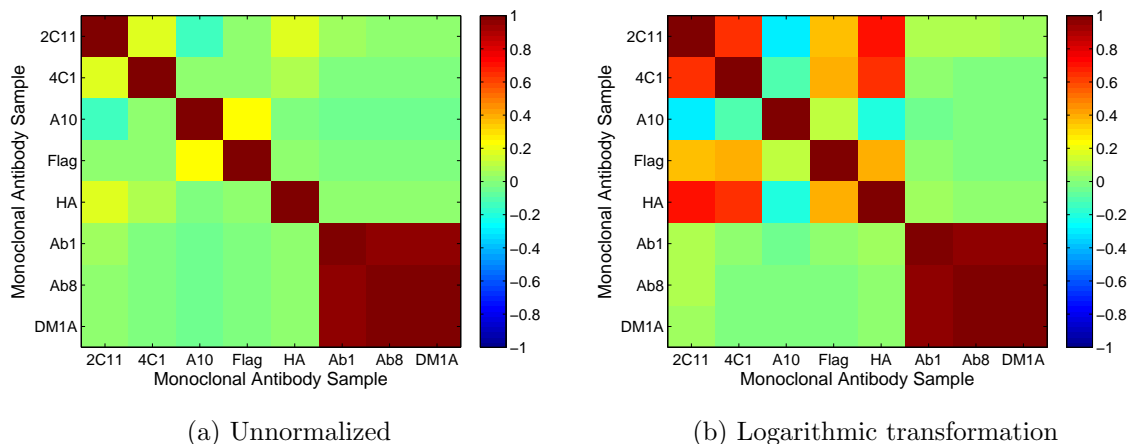 2C11
4C1
A10
Flag
HA
Ab1
Ab8
DM1A
Monoclonal Antibody Sample
2C11 4C1 A10 Flag HA Ab1 Ab8 DM1A
Monoclonal Antibody Sample
1
0.8
0.6
0.4
0.2
0
−0.2
−0.4
−0.6
−0.8
−1
(a) Unnormalized
2C11
4C1
A10
Flag
HA
Ab1
Ab8
DM1A
Monoclonal Antibody Sample
2C11 4C1 A10 Flag HA Ab1 Ab8 DM1A
Monoclonal Antibody Sample
1
0.8
0.6
0.4
0.2
0
−0.2
−0.4
−0.6
−0.8
−1
(b) Logarithmic transformation